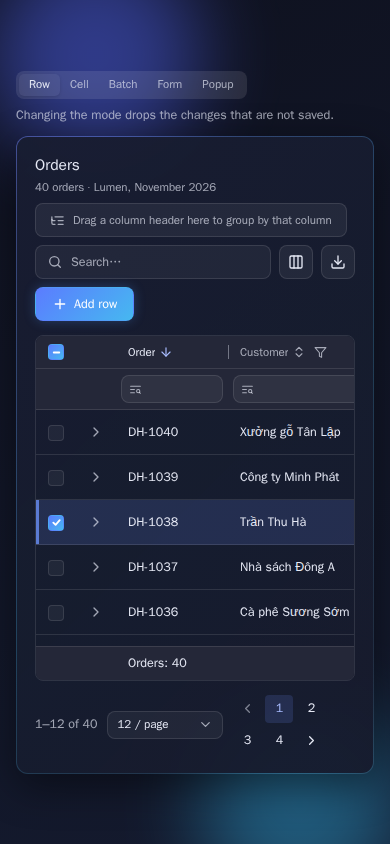 Row Cell Batch Form Popup
Changing the mode drops the changes that are not saved.
Orders
40 orders · Lumen, November 2026
Drag a column header here to group by that column
Search···
Add row
Order Customer
DH-1040 Xưởng gỗ Tân Lập
DH-1039 Công ty Minh Phát
DH-1038 Trần Thu Hà
DH-1037 Nhà sách Đông A
DH-1036 Cà phê Sương Sớm
Orders: 40
1–12 of 40 12 / page 1 2
3 4